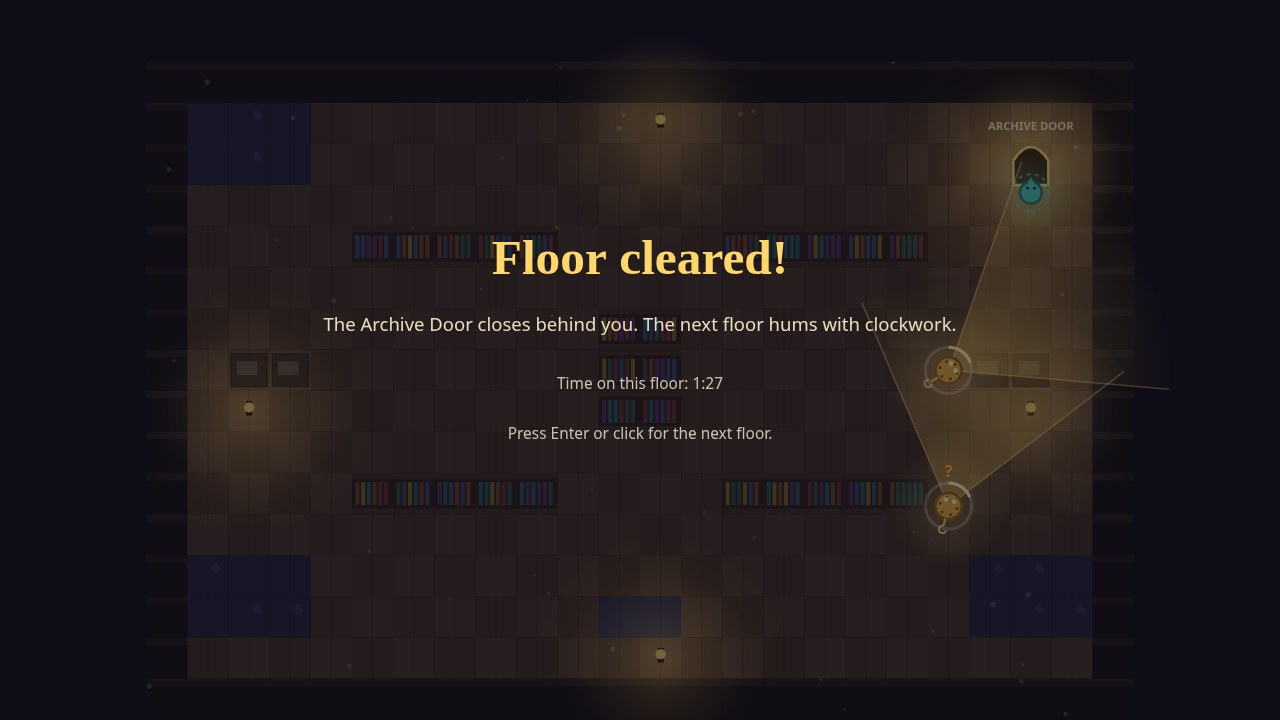 ARCHIVE DOOR
Floor cleared!
The Archive Door closes behind you. The next floor hums with clockwork.
Time on this floor: 1:27
Press Enter or click for the next floor.
?